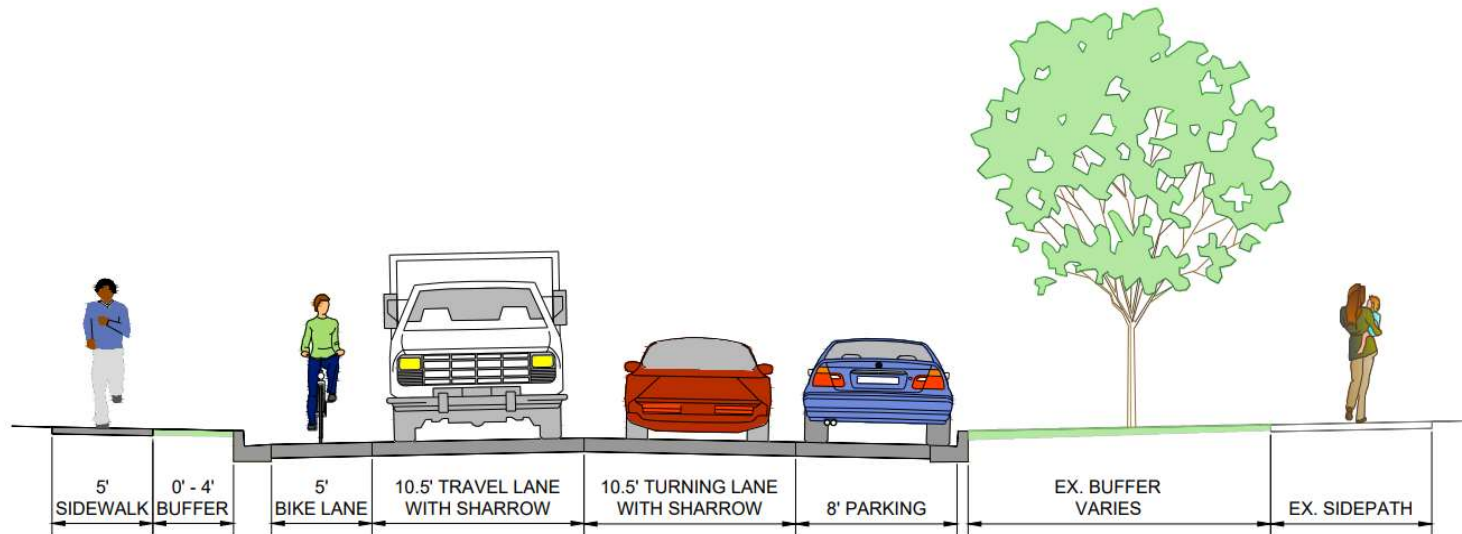 5'
SIDEWALK
0' - 4'
BUFFER
5'
BIKE LANE
10.5' TRAVEL LANE
WITH SHARROW
10.5' TURNING LANE
WITH SHARROW
8' PARKING
EX. BUFFER
VARIES
EX. SIDEPATH